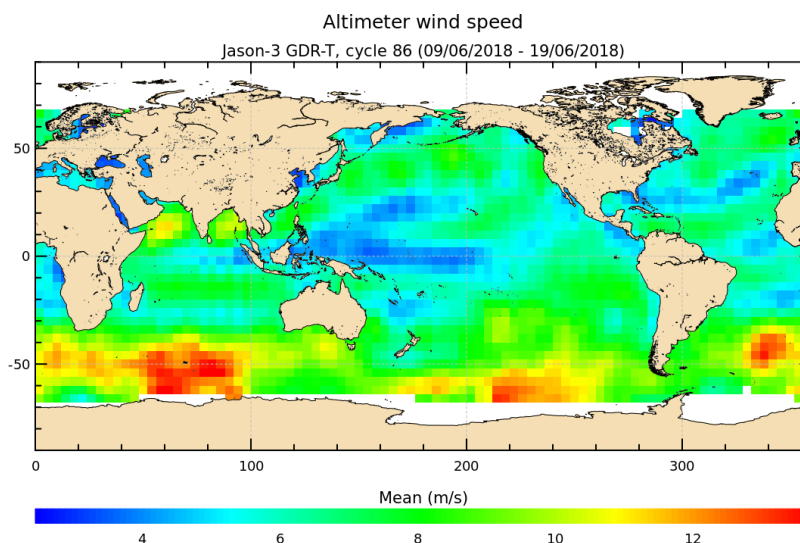 Altimeter wind speed
Jason-3 GDR-T, cycle 86 (09/06/2018 - 19/06/2018)
50
0
-50
0 100 200 300
Mean (m/s)
4 6 8 10 12